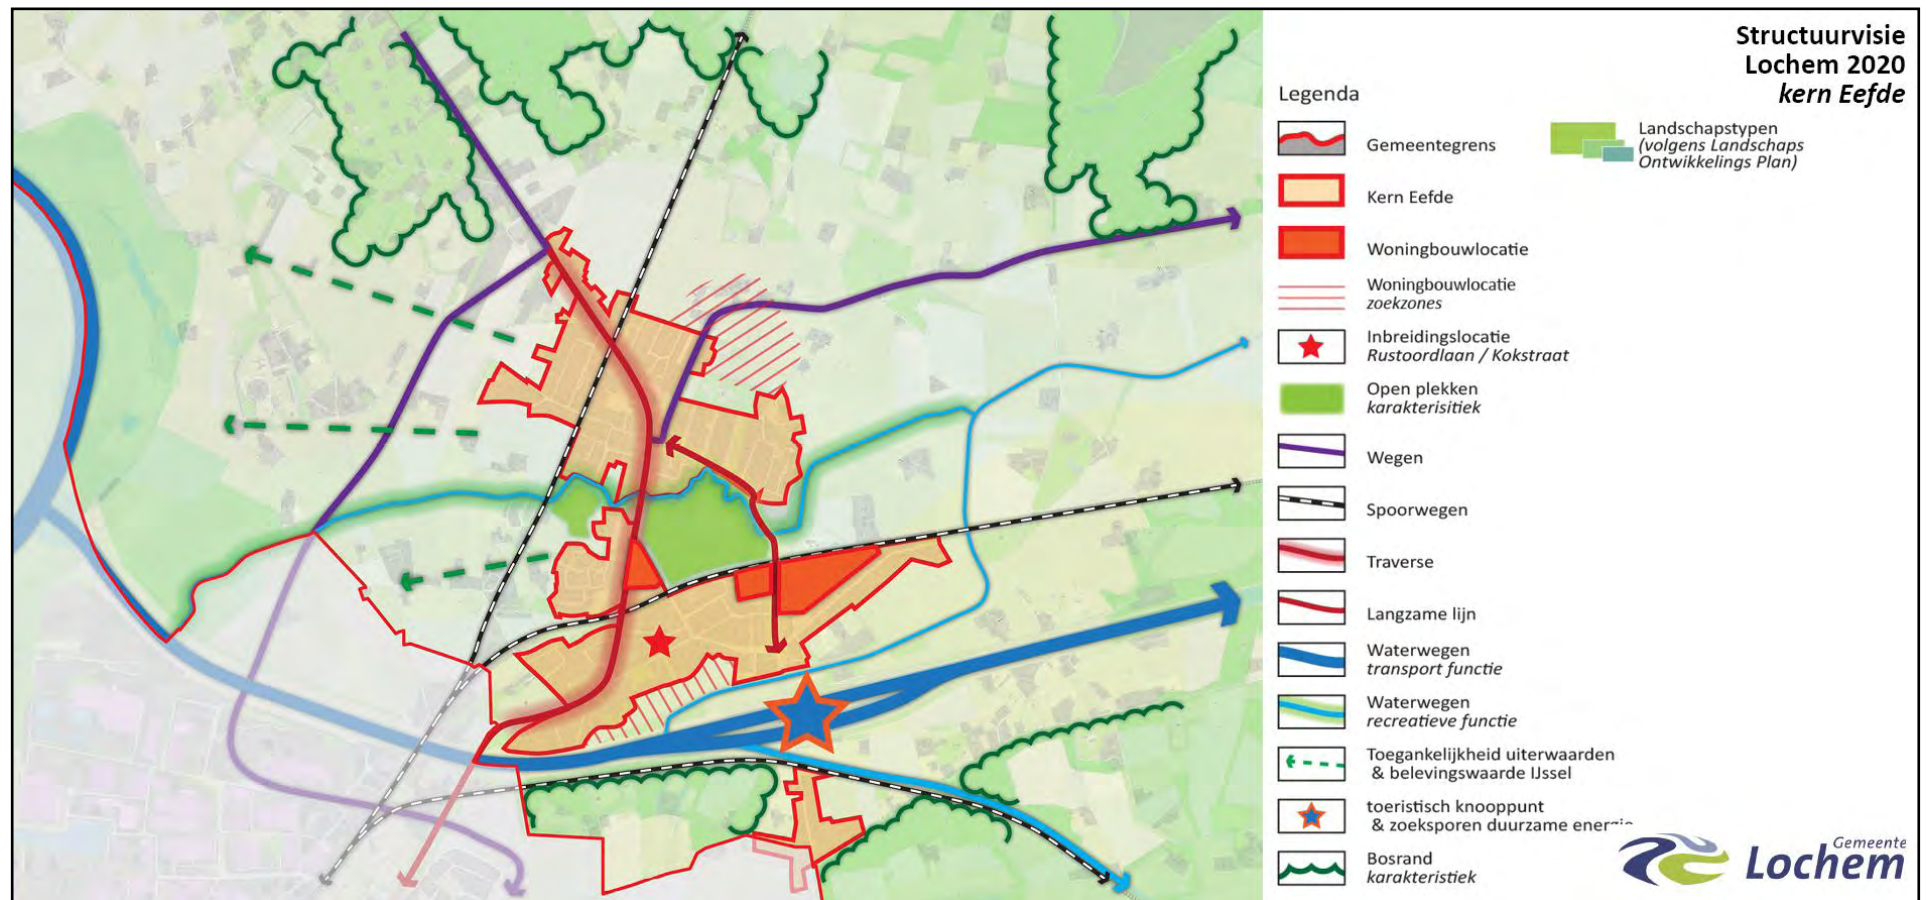 Structuurvisie
Lochem 2020
kern Eefde
Legenda
Gemeentegrens
Kern Eefde
Woningbouwlocatie
Woningbouwlocatie
zoekzones
Inbreidingslocatie
Rustoordlaan / Kokstraat
Open plekken
karakterisitiek
Wegen
Spoorwegen
Traverse
Langzame lijn
Waterwegen
transport functie
Waterwegen
recreatieve functie
Toegankelijkheid uiterwaarden
& belevingswaarde IJssel
toeristisch knooppunt
& zoeksporen duurzame energie
Bosrand
karakteristiek
Landschapstypen
(volgens Landschaps
Ontwikkelings Plan)
Gemeente
Lochem